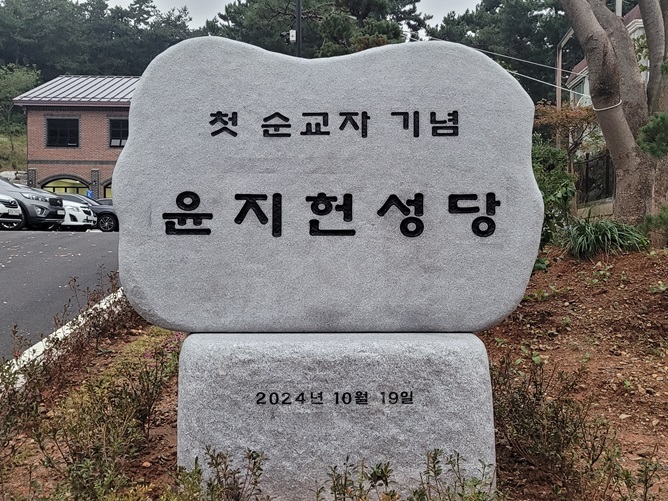 첫 순교자 기념
윤지헌성당
2024년 10월 19일